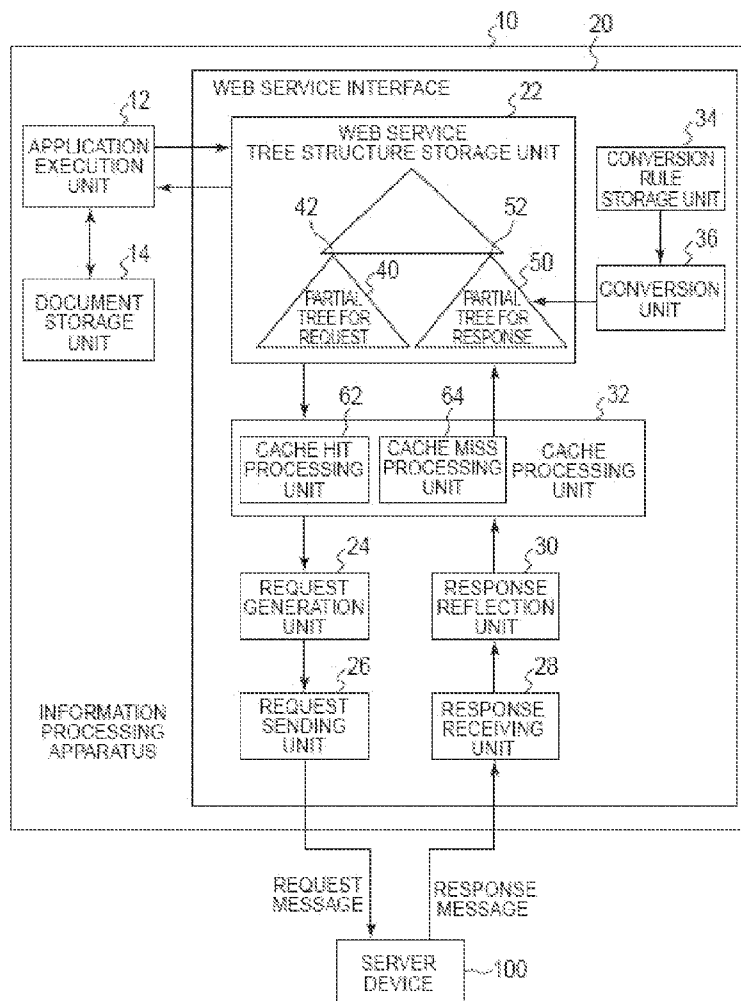 10
20
WEB SERVICE INTERFACE
12
APPLICATION
EXECUTION
UNIT
14
DOCUMENT
STORAGE
UNIT
22
WEB SERVICE
TREE STRUCTURE STORAGE UNIT
42
52
40
50
PARTIAL
TREE FOR
REQUEST
PARTIAL
TREE FOR
RESPONSE
34
CONVERSION
RULE
STORAGE UNIT
36
CONVERSION
UNIT
62
64
32
CACHE HIT
PROCESSING
UNIT
CACHE MISS
PROCESSING
UNIT
CACHE
PROCESSING
UNIT
24
REQUEST
GENERATION
UNIT
30
RESPONSE
REFLECTION
UNIT
26
REQUEST
SENDING
UNIT
28
RESPONSE
RECEIVING
UNIT
INFORMATION
PROCESSING
APPARATUS
REQUEST
MESSAGE
RESPONSE
MESSAGE
SERVER
DEVICE
100